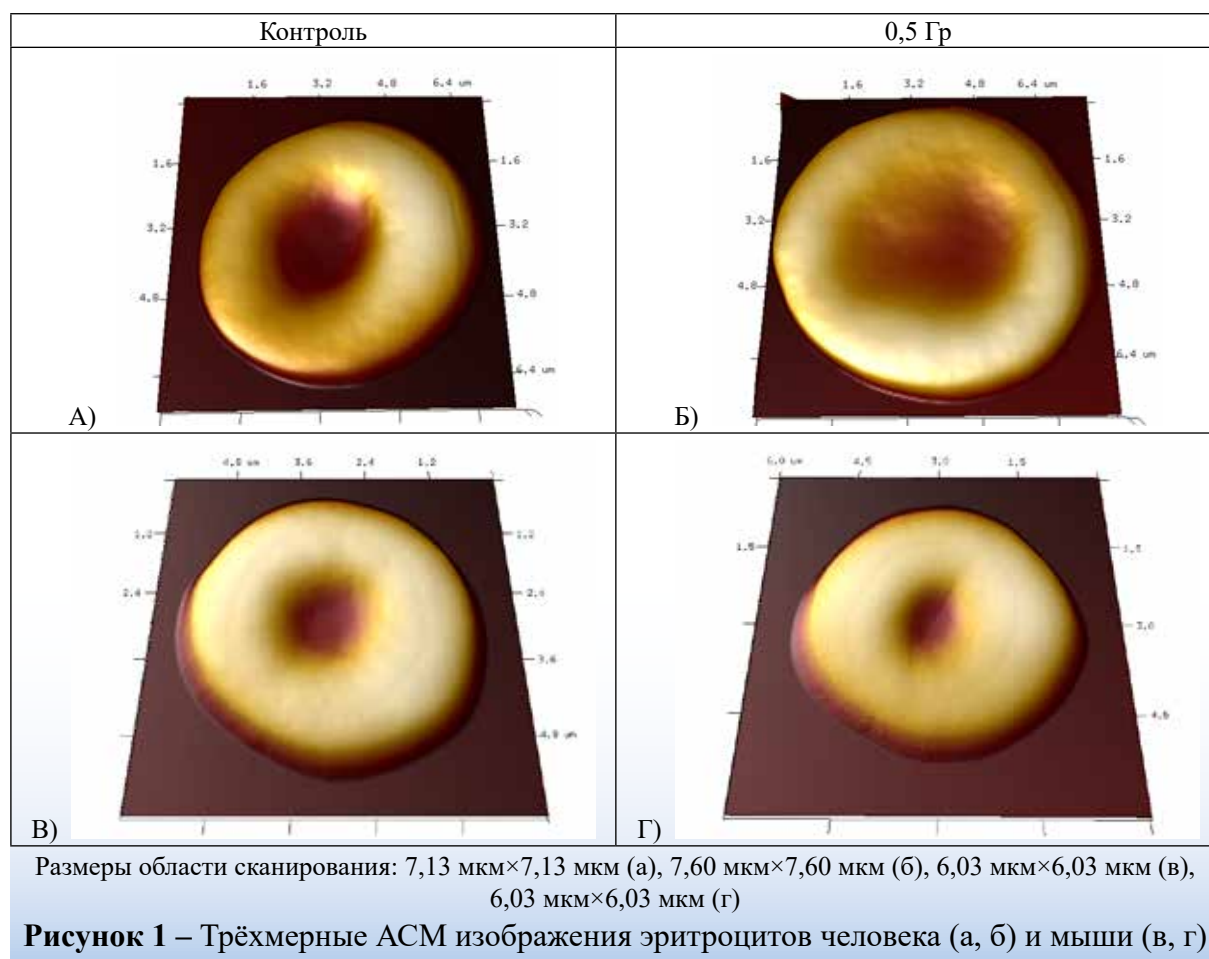 Контроль
0,5 Гр
1.6 3.2 4.8 6.4 um
1.6
3.2
4.8
1.6
3.2
4.8
6.4 um
А)
1.6 3.2 4.8 6.4 um
1.6
3.2
4.8
1.6
3.2
4.8
6.4 um
Б)
4.8 um 3.6 2.4 1.2
1.2
2.4
1.2
2.4
3.6
4.8 um
В)
6.0 um 4.5 3.0 1.5
1.5
1.5
3.0
4.5
Г)
Размеры области сканирования: 7,13 мкм×7,13 мкм (а), 7,60 мкм×7,60 мкм (б), 6,03 мкм×6,03 мкм (в),
6,03 мкм×6,03 мкм (г)
Рисунок 1 – Трёхмерные АСМ изображения эритроцитов человека (а, б) и мыши (в, г)